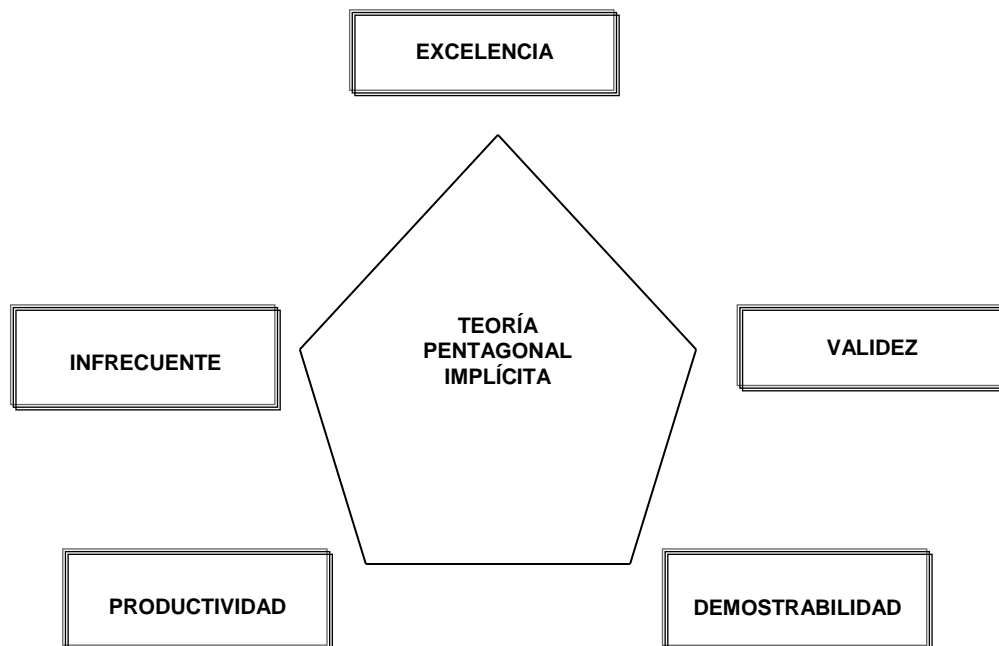 EXCELENCIA
TEORÍA
PENTAGONAL
IMPLÍCITA
INFRECUENTE
VALIDEZ
PRODUCTIVIDAD
DEMOSTRABILIDAD